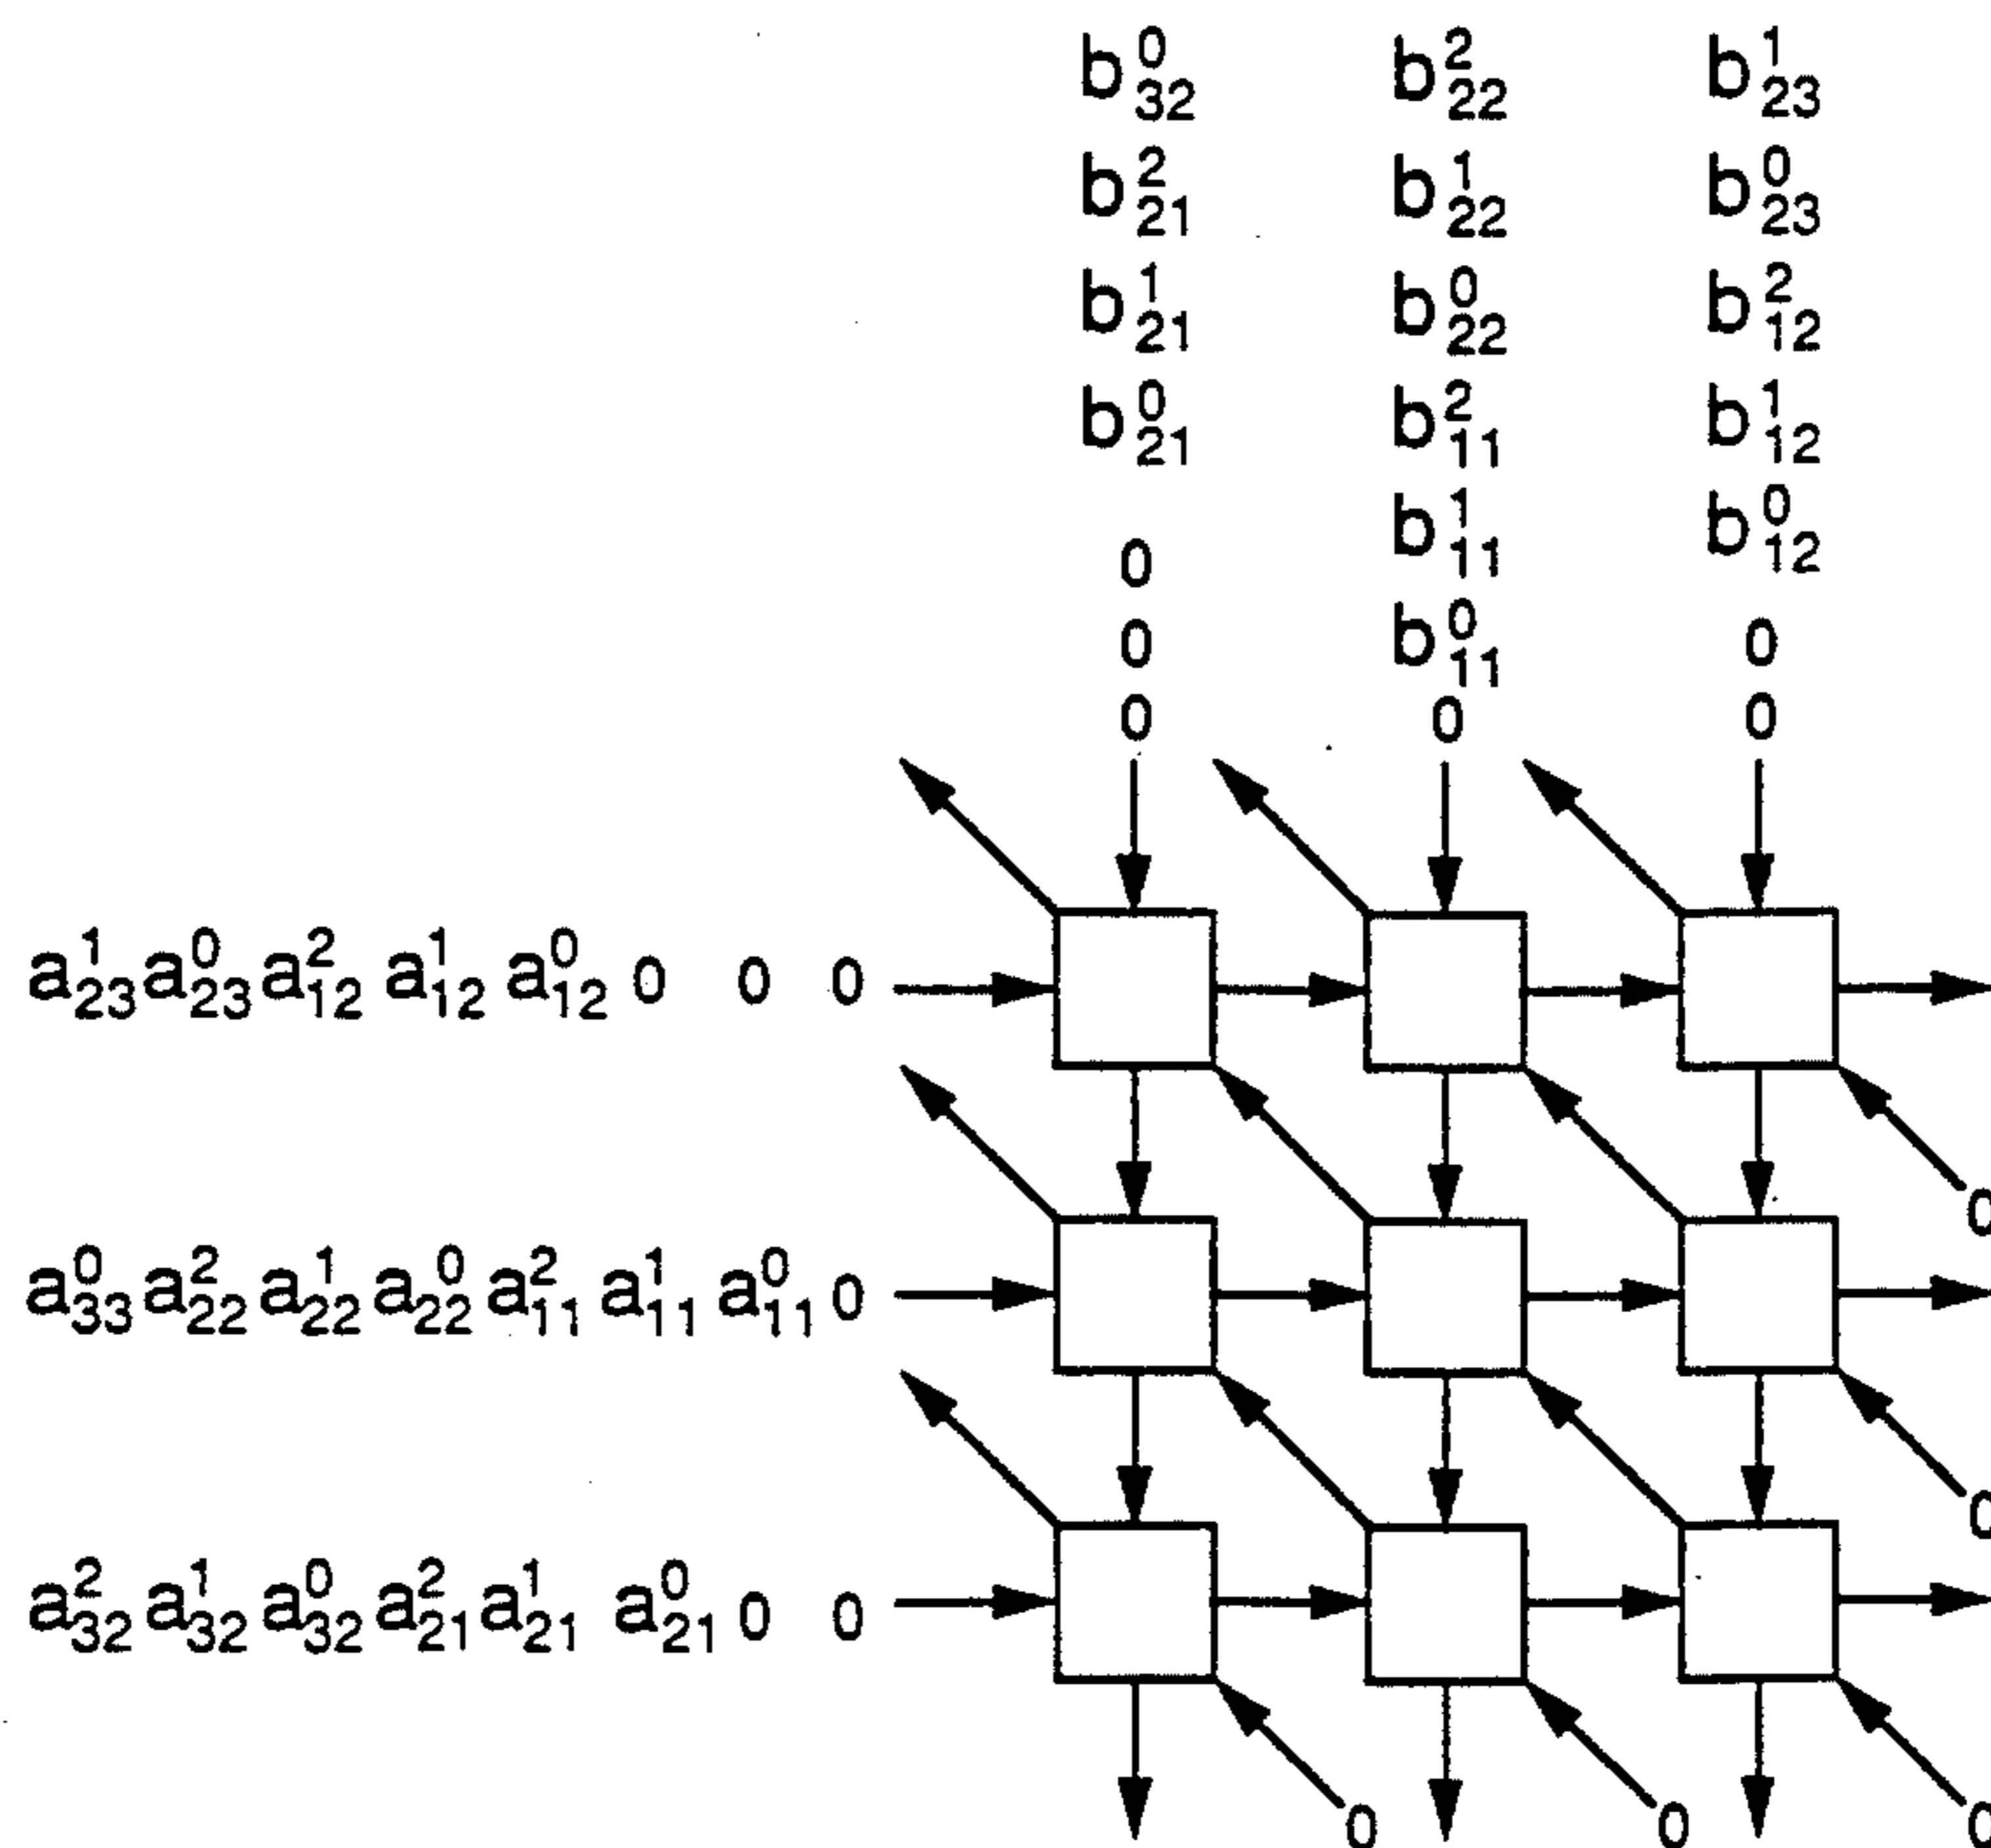 b⁰₃₂ b²₂₂ b¹₂₃
b²₂₁ b¹₂₂ b⁰₂₃
b¹₂₁ b⁰₂₂ b²₁₂
b⁰₂₁ b²₁₁ b¹₁₂
0 b¹₁₁ b⁰₁₂
0 b⁰₁₁ 0
0 0 0
a¹₂₃ a⁰₂₃ a²₁₂ a¹₁₂ a⁰₁₂ 0 0 0
0
a⁰₃₃ a²₂₂ a¹₂₂ a⁰₂₂ a²₁₁ a¹₁₁ a⁰₁₁ 0
0
a²₃₂ a¹₃₂ a⁰₃₂ a²₂₁ a¹₂₁ a⁰₂₁ 0 0
0 0 0